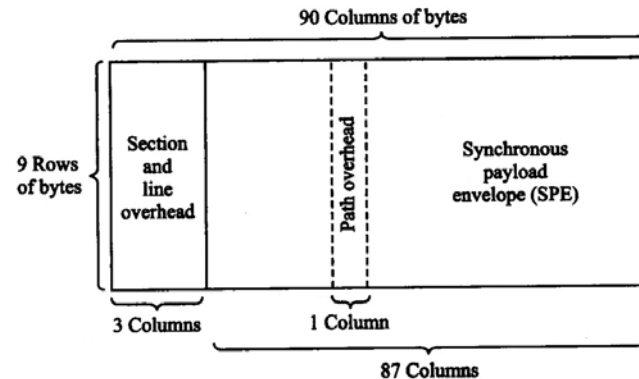 90 Columns of bytes
9 Rows
of bytes
Section
and
line
overhead
Path overhead
Synchronous
payload
envelope (SPE)
3 Columns
1 Column
87 Columns